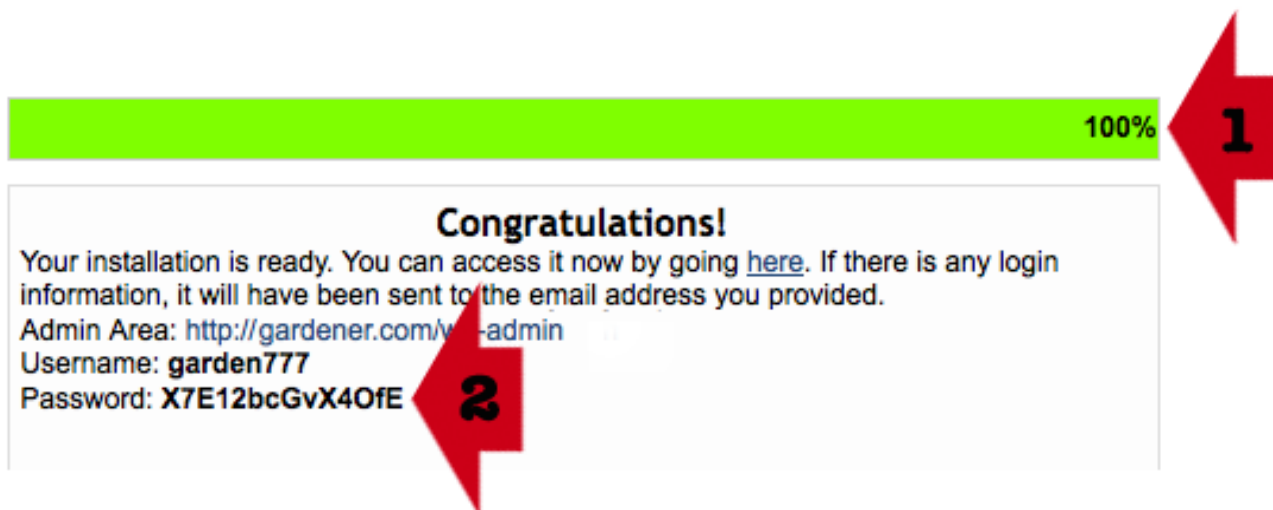 100%
1
Congratulations!
Your installation is ready. You can access it now by going here. If there is any login
information, it will have been sent to the email address you provided.
Admin Area: http://gardener.com/w -admin
Username: garden777
Password: X7E12bcGvX4OfE
2